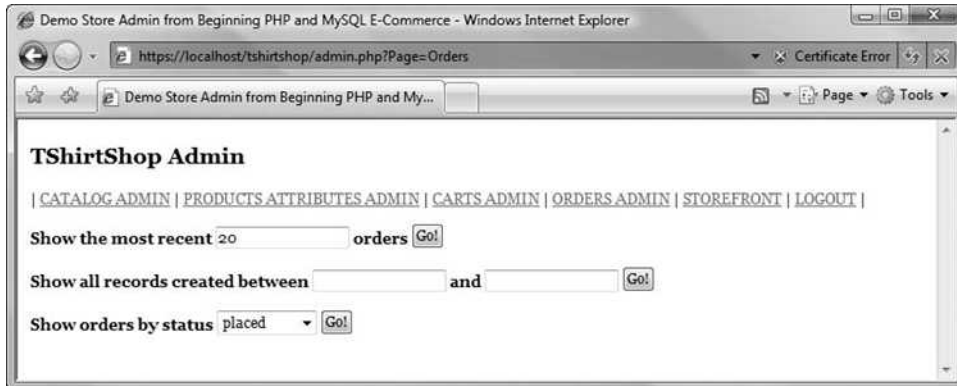 Demo Store Admin from Beginning PHP and MySQL E-Commerce - Windows Internet Explorer
https://localhost/tshirtshop/admin.php?Page=Orders
Certificate Error
Demo Store Admin from Beginning PHP and My...
Page
Tools
TShirtShop Admin
| CATALOG ADMIN | PRODUCTS ATTRIBUTES ADMIN | CARTS ADMIN | ORDERS ADMIN | STOREFRONT | LOGOUT |
Show the most recent 20 orders Go!
Show all records created between and Go!
Show orders by status placed Go!